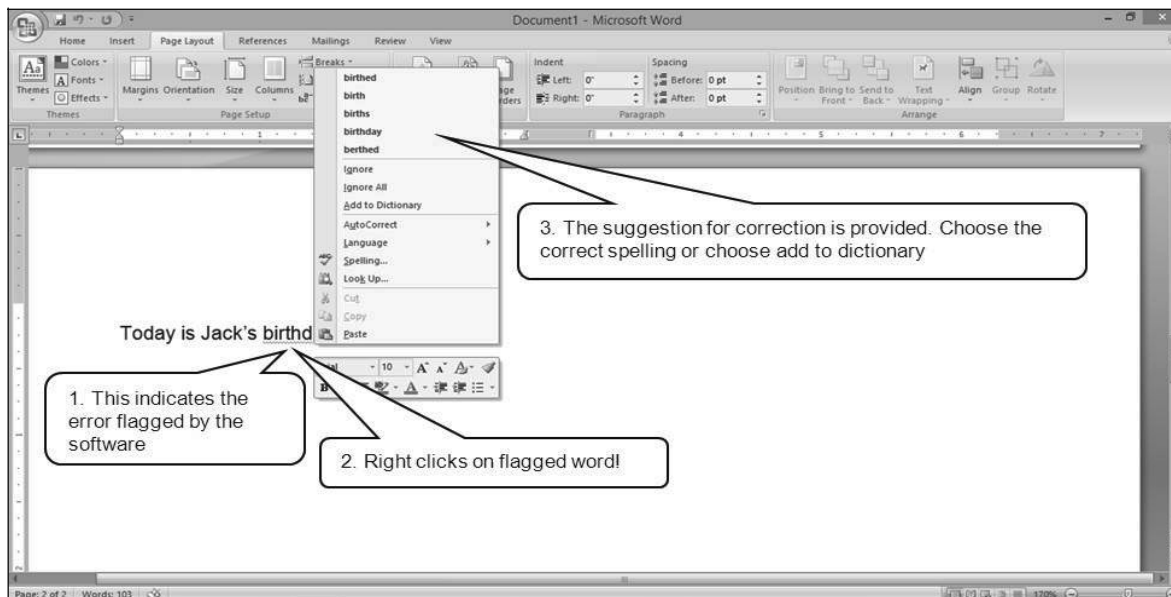 Document1 - Microsoft Word
Home Insert Page Layout References Mailings Review View
Colors
Fonts
Effects
Themes
Margins Orientation Size Columns
Breaks
Indent
Left: 0"
Right: 0"
Spacing
Before: 0 pt
After: 0 pt
Position Bring to Front Send to Back Text Wrapping Align Group Rotate
Themes Page Setup Paragraph Arrange
birthed
birth
births
birthday
berthed
Ignore
Ignore All
Add to Dictionary
AutoCorrect
Language
Spelling...
Look Up...
Cut
Copy
Paste
3. The suggestion for correction is provided. Choose the
correct spelling or choose add to dictionary
Today is Jack's birthd
10
1. This indicates the
error flagged by the
software
2. Right clicks on flagged word!
Page: 2 of 2 Words: 103
170%